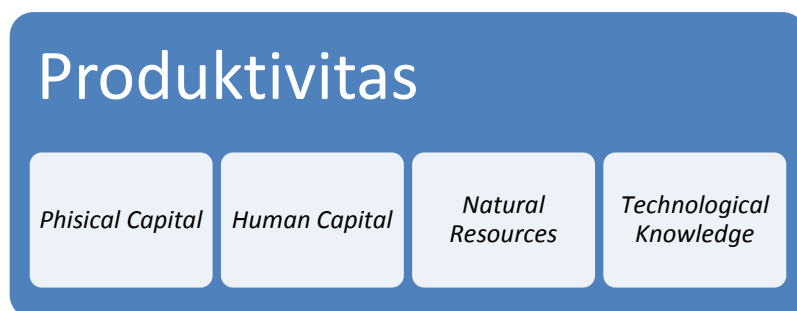 Produktivitas
Phisical Capital
Human Capital
Natural
Resources
Technological
Knowledge